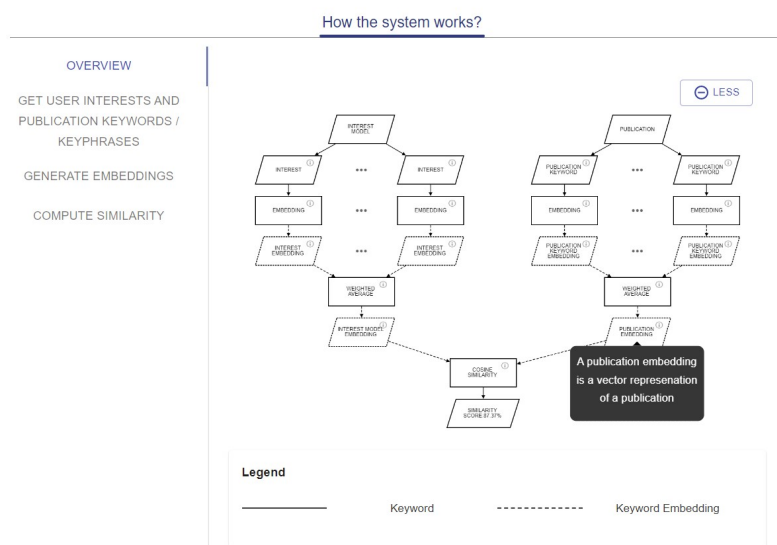 How the system works?
OVERVIEW
GET USER INTERESTS AND
PUBLICATION KEYWORDS /
KEYPHRASES
GENERATE EMBEDDINGS
COMPUTE SIMILARITY
LESS
INTEREST
MODEL
PUBLICATION
INTEREST
INTEREST
PUBLICATION
KEYWORD
PUBLICATION
KEYWORD
EMBEDDING
EMBEDDING
EMBEDDING
EMBEDDING
INTEREST
EMBEDDING
INTEREST
EMBEDDING
PUBLICATION
KEYWORD
EMBEDDING
PUBLICATION
KEYWORD
EMBEDDING
WEIGHTED
AVERAGE
WEIGHTED
AVERAGE
INTEREST MODEL
EMBEDDING
PUBLICATION
EMBEDDING
A publication embedding
is a vector represenation
of a publication
COSINE
SIMILARITY
SIMILARITY
SCORE 87.37%
Legend
Keyword
Keyword Embedding